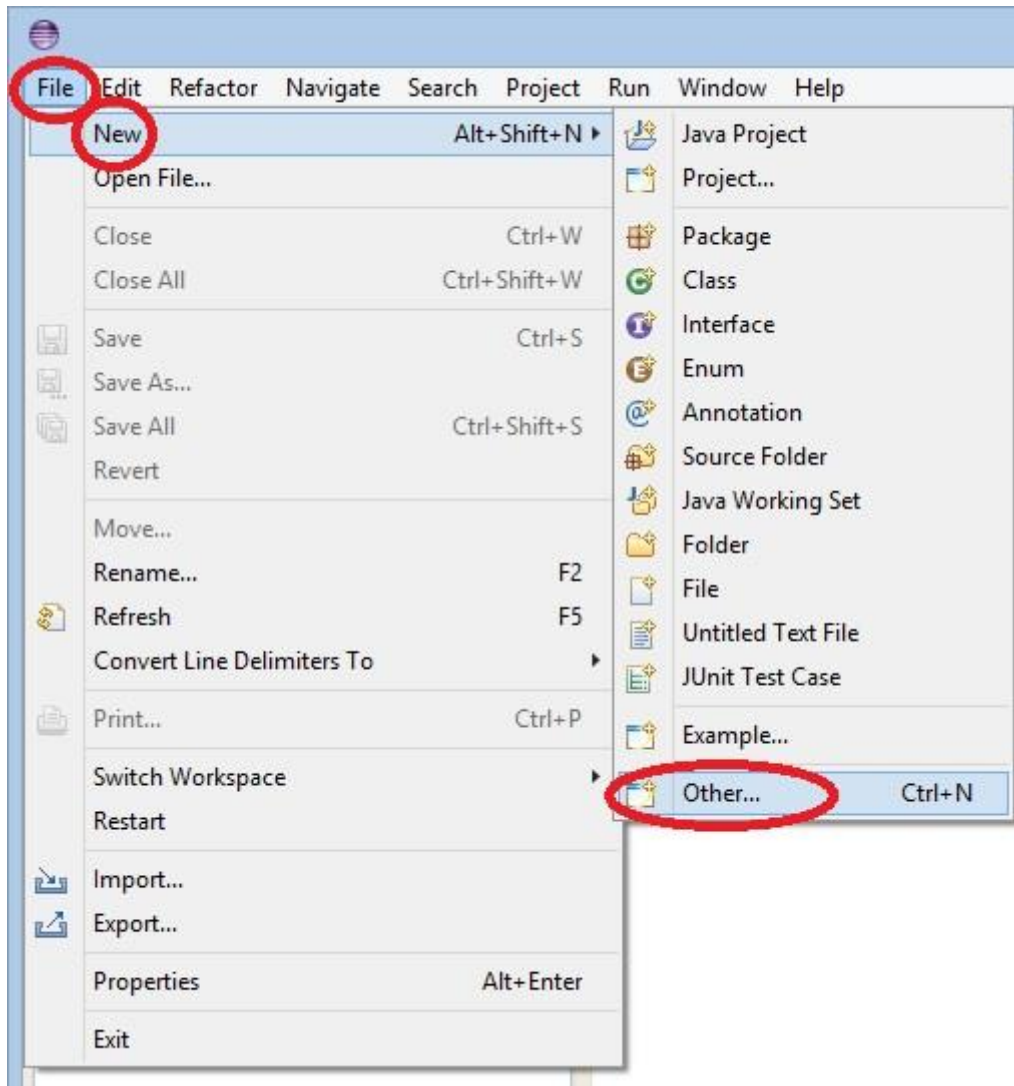 File Edit Refactor Navigate Search Project Run Window Help
New Alt+Shift+N
Open File...
Close Ctrl+W
Close All Ctrl+Shift+W
Save Ctrl+S
Save As...
Save All Ctrl+Shift+S
Revert
Move...
Rename... F2
Refresh F5
Convert Line Delimiters To
Print... Ctrl+P
Switch Workspace
Restart
Import...
Export...
Properties Alt+Enter
Exit
Java Project
Project...
Package
Class
Interface
Enum
Annotation
Source Folder
Java Working Set
Folder
File
Untitled Text File
JUnit Test Case
Example...
Other... Ctrl+N